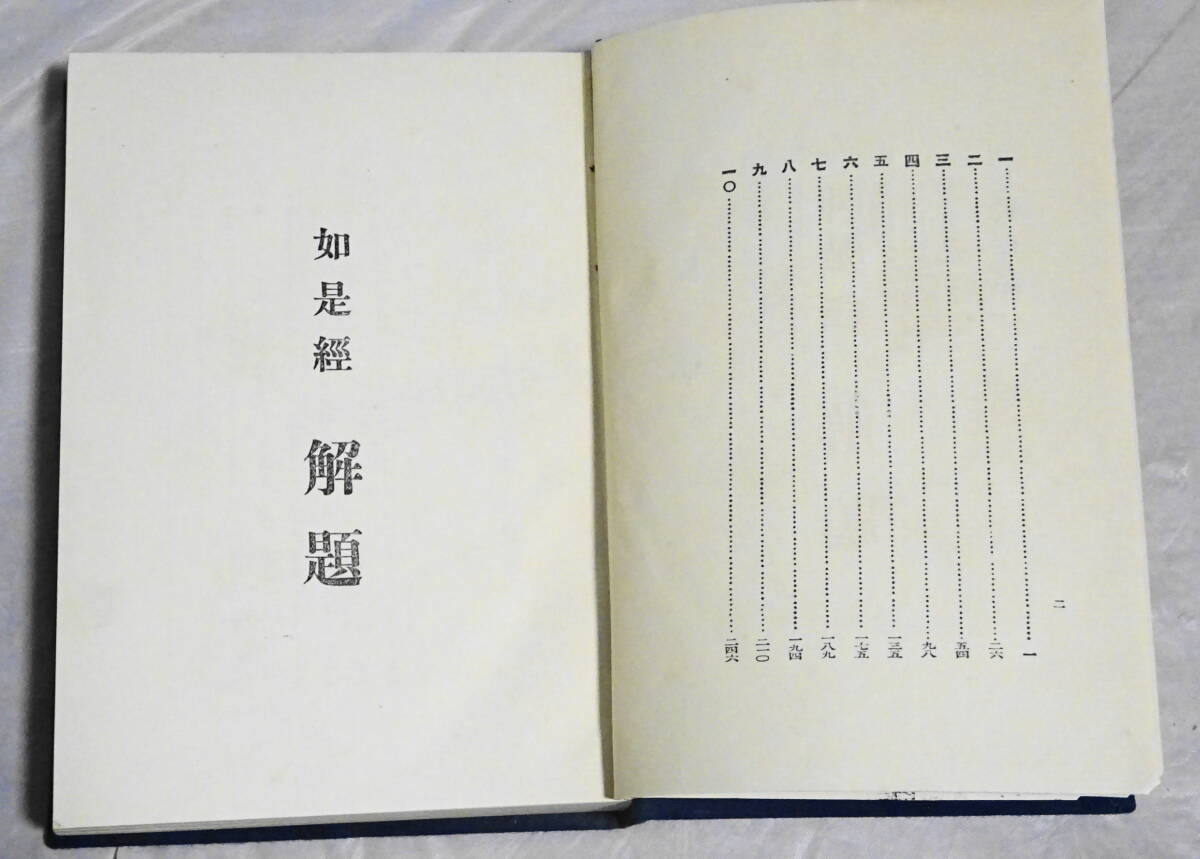 二
一……一
二……二六
三……五四
四……九八
五……一三五
六……一七五
七……一八九
八……一九四
九……二一〇
一〇……二四六
如是經 解題